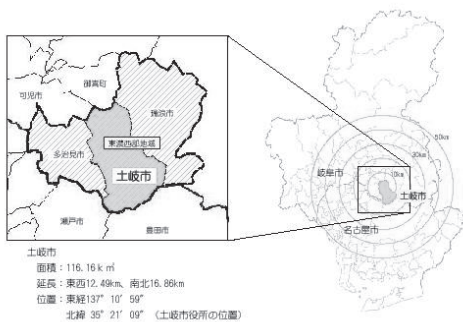 可児市
御嵩町
瑞浪市
多治見市
東濃西部地域
土岐市
瀬戸市
豊田市
50km
30km
10km
岐阜市
土岐市
名古屋市
土岐市
面積：116.16ｋ㎡
延長：東西12.49km、南北16.86km
位置：東経137° 10′ 59″
北緯 35° 21′ 09″ （土岐市役所の位置）